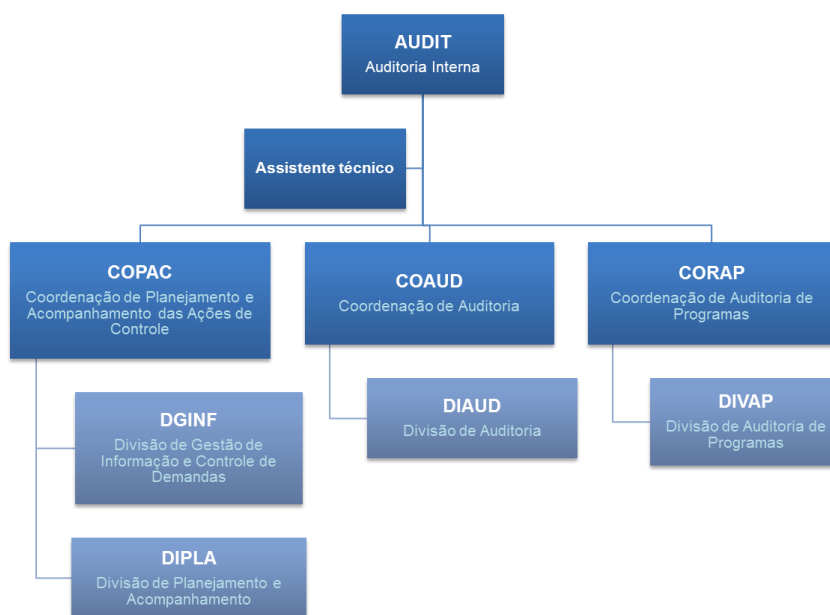 AUDIT
Auditoria Interna
Assistente técnico
COPAC
Coordenação de Planejamento e
Acompanhamento das Ações de
Controle
COAUD
Coordenação de Auditoria
CORAP
Coordenação de Auditoria de
Programas
DGINF
Divisão de Gestão de
Informação e Controle de
Demandas
DIAUD
Divisão de Auditoria
DIVAP
Divisão de Auditoria de
Programas
DIPLA
Divisão de Planejamento e
Acompanhamento